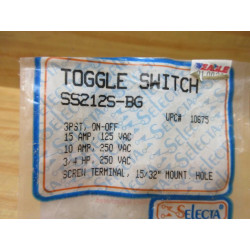 TOGGLE SWITCH
SS212S-BG
UPC# 10675
3PST, ON-OFF
15 AMP, 125 VAC
10 AMP, 250 VAC
3/4 HP, 250 VAC
SCREW TERMINAL, 15/32" MOUNT HOLE
SELECTA